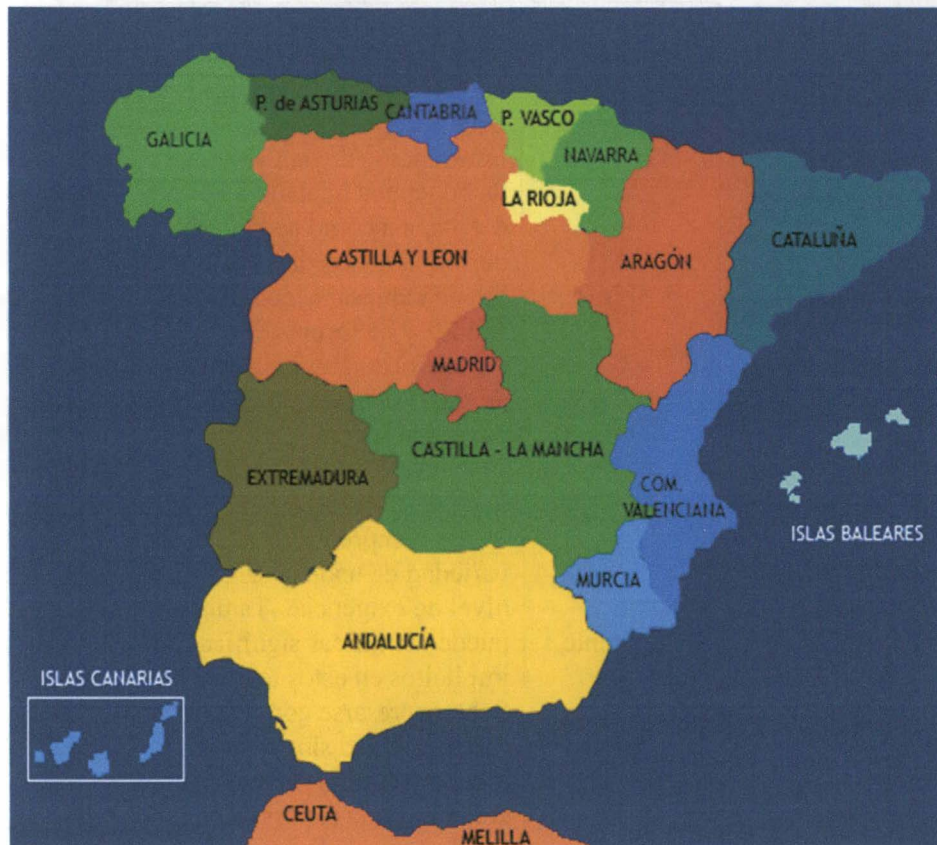 P. de ASTURIAS
CANTABRIA
P. VASCO
GALICIA
NAVARRA
LA RIOJA
CASTILLA Y LEON
ARAGÓN
CATALUÑA
MADRID
CASTILLA - LA MANCHA
EXTREMADURA
COM.
VALENCIANA
ISLAS BALEARES
MURCIA
ANDALUCÍA
ISLAS CANARIAS
CEUTA
MELILLA